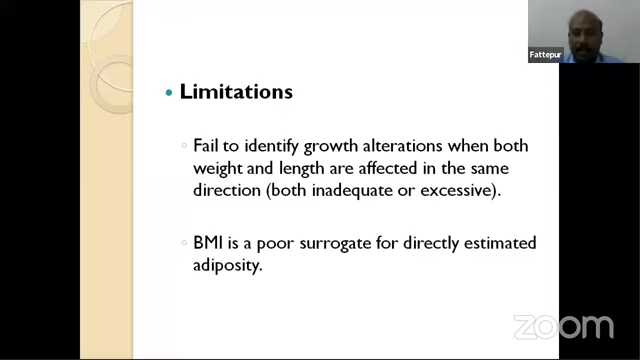 Fattepur
• Limitations
◦ Fail to identify growth alterations when both
weight and length are affected in the same
direction (both inadequate or excessive).
◦ BMI is a poor surrogate for directly estimated
adiposity.
zoom